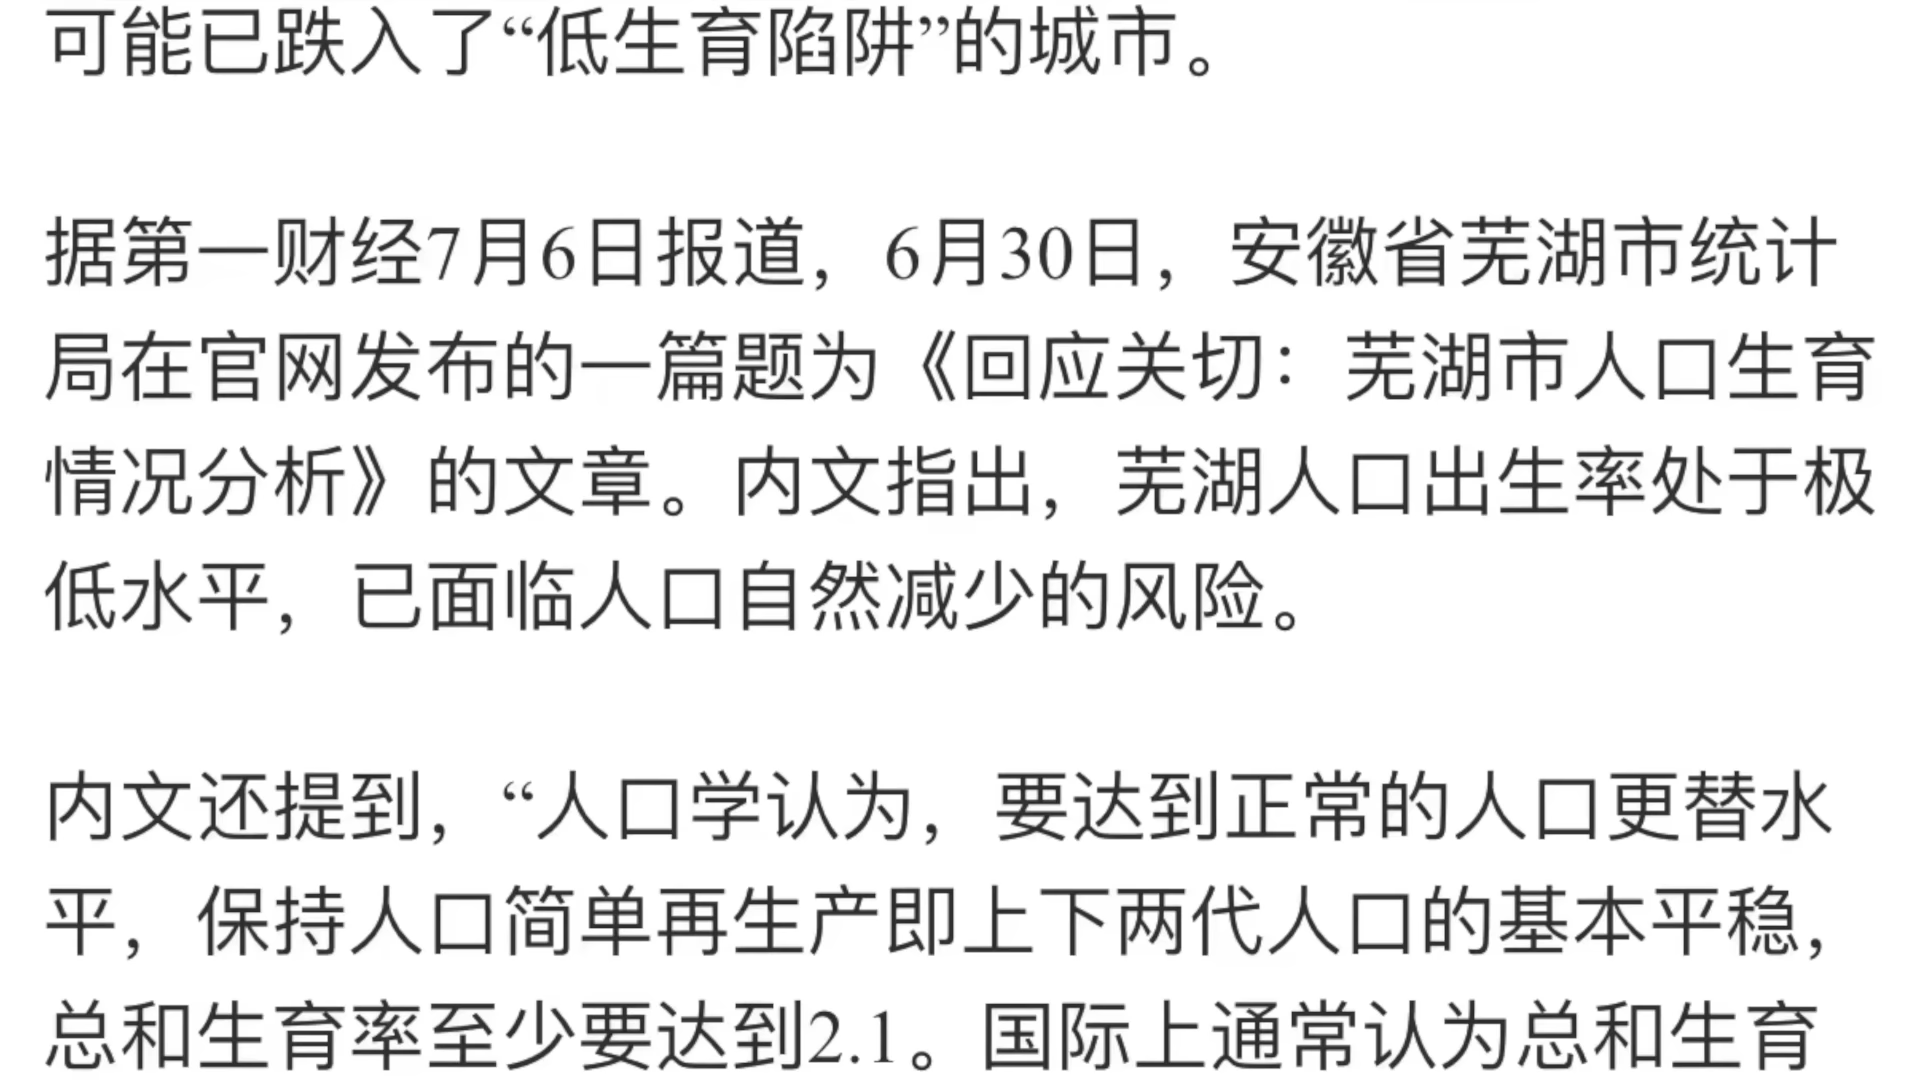 可能已跌入了“低生育陷阱”的城市。
据第一财经7月6日报道，6月30日，安徽省芜湖市统计
局在官网发布的一篇题为《回应关切：芜湖市人口生育
情况分析》的文章。内文指出，芜湖人口出生率处于极
低水平，已面临人口自然减少的风险。
内文还提到，“人口学认为，要达到正常的人口更替水
平，保持人口简单再生产即上下两代人口的基本平稳，
总和生育率至少要达到2.1。国际上通常认为总和生育